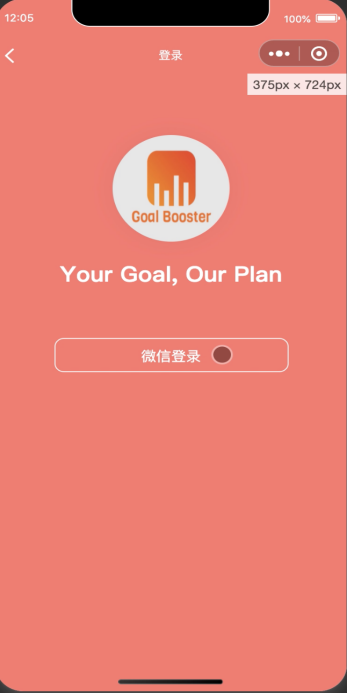 12:05
100%
登录
375px × 724px
Goal Booster
Your Goal, Our Plan
微信登录